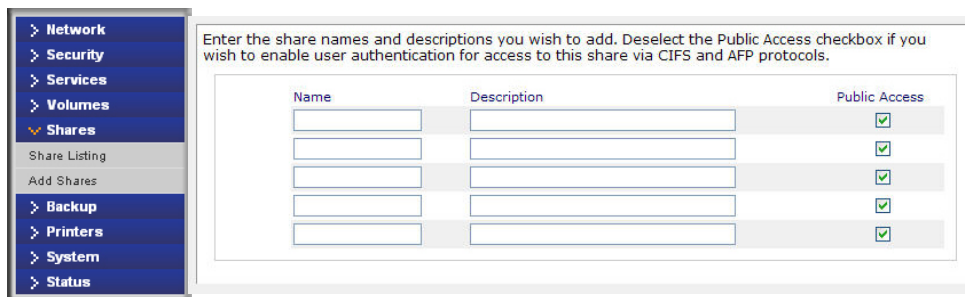 Network
Security
Services
Volumes
Shares
Share Listing
Add Shares
Backup
Printers
System
Status
Enter the share names and descriptions you wish to add. Deselect the Public Access checkbox if you
wish to enable user authentication for access to this share via CIFS and AFP protocols.
Name Description Public Access